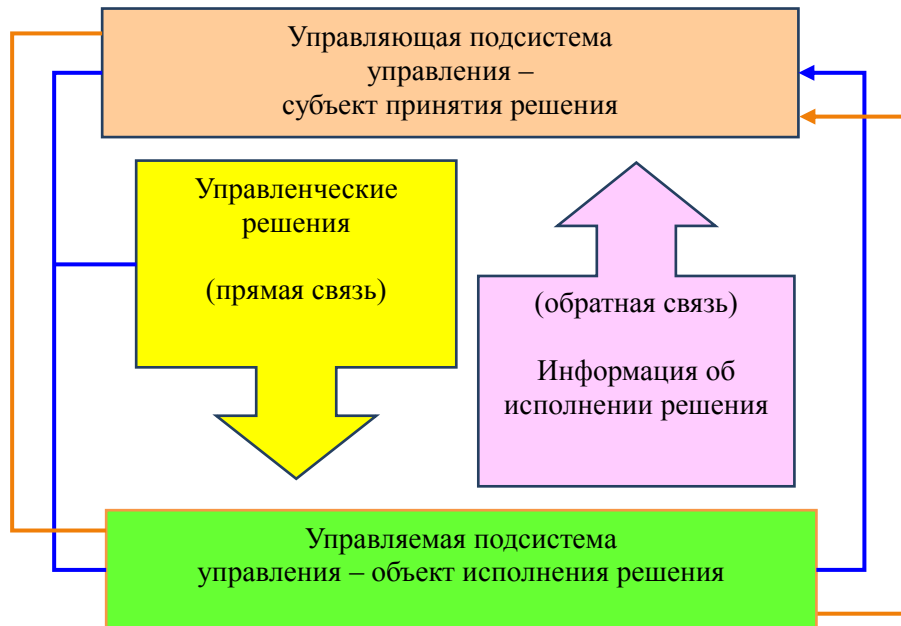 Управляющая подсистема
управления –
субъект принятия решения
Управленческие
решения
(прямая связь)
(обратная связь)
Информация об
исполнении решения
Управляемая подсистема
управления – объект исполнения решения